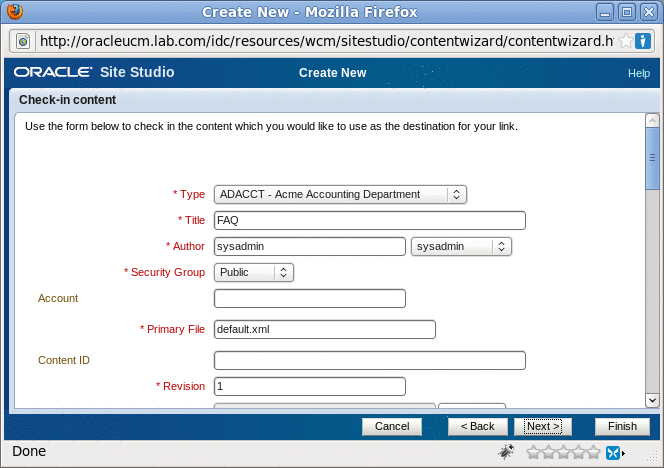 Create New - Mozilla Firefox
http://oracleucm.lab.com/idc/resources/wcm/sitestudio/contentwizard/contentwizard.h
ORACLE® Site Studio Create New Help
Check-in content
Use the form below to check in the content which you would like to use as the destination for your link.
* Type ADACCT - Acme Accounting Department
* Title FAQ
* Author sysadmin sysadmin
* Security Group Public
Account
* Primary File default.xml
Content ID
* Revision 1
Cancel < Back Next > Finish
Done